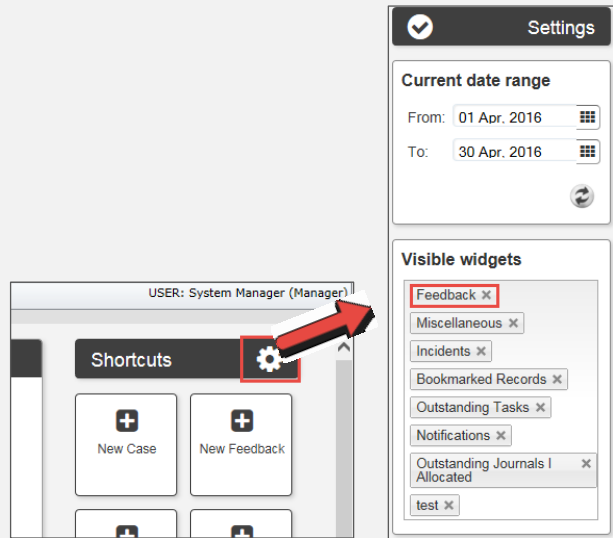 Settings
Current date range
From: 01 Apr. 2016
To: 30 Apr. 2016
Visible widgets
Feedback ×
Miscellaneous ×
Incidents ×
Bookmarked Records ×
Outstanding Tasks ×
Notifications ×
Outstanding Journals I
Allocated ×
test ×
USER: System Manager (Manager)
Shortcuts
New Case
New Feedback